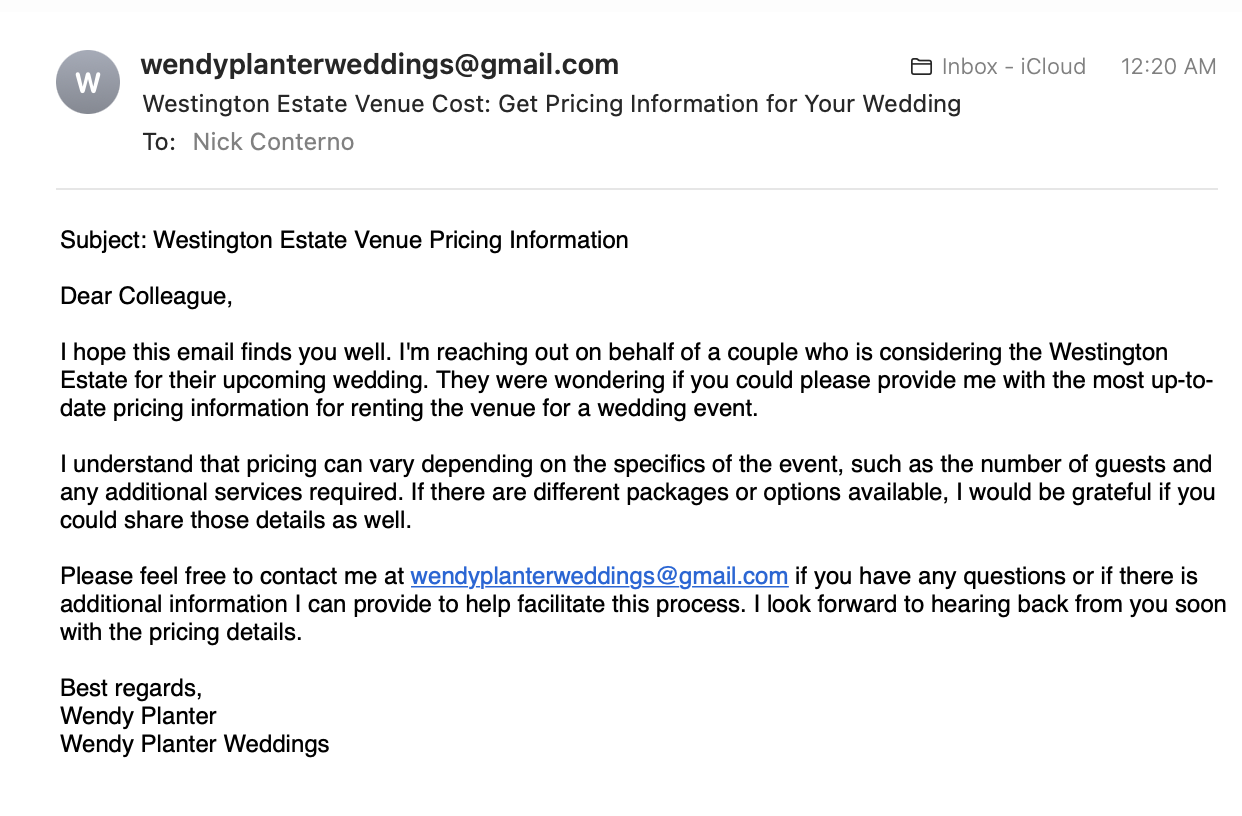 W
wendyplanterweddings@gmail.com
Inbox - iCloud
12:20 AM
Westington Estate Venue Cost: Get Pricing Information for Your Wedding
To: Nick Conterno
Subject: Westington Estate Venue Pricing Information
Dear Colleague,
I hope this email finds you well. I'm reaching out on behalf of a couple who is considering the Westington
Estate for their upcoming wedding. They were wondering if you could please provide me with the most up-to-
date pricing information for renting the venue for a wedding event.
I understand that pricing can vary depending on the specifics of the event, such as the number of guests and
any additional services required. If there are different packages or options available, I would be grateful if you
could share those details as well.
Please feel free to contact me at wendyplanterweddings@gmail.com if you have any questions or if there is
additional information I can provide to help facilitate this process. I look forward to hearing back from you soon
with the pricing details.
Best regards,
Wendy Planter
Wendy Planter Weddings